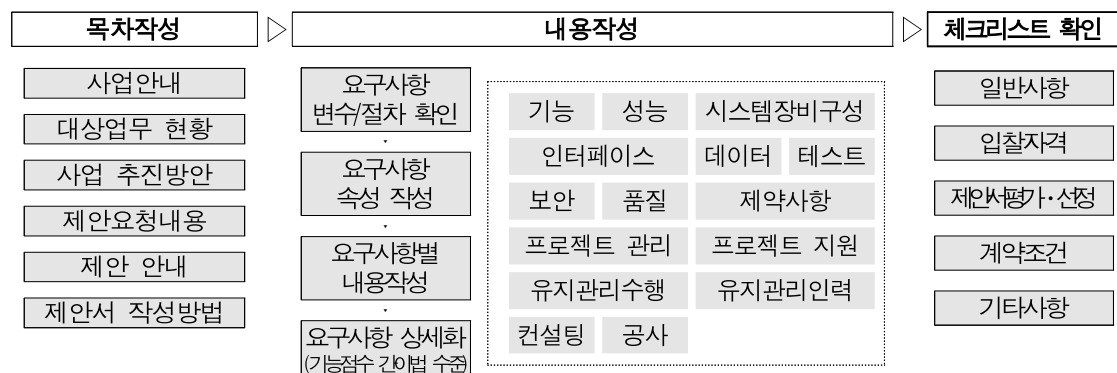 목차작성
내용작성
체크리스트 확인
사업안내
대상업무 현황
사업 추진방안
제안요청내용
제안 안내
제안서 작성방법
요구사항
변수/절차 확인
요구사항
속성 작성
요구사항별
내용작성
요구사항 상세화
(기능점수 간이법 수준)
기능 성능 시스템장비구성
인터페이스 데이터 테스트
보안 품질 제약사항
프로젝트 관리 프로젝트 지원
유지관리수행 유지관리인력
컨설팅 공사
일반사항
입찰자격
제안서평가·선정
계약조건
기타사항